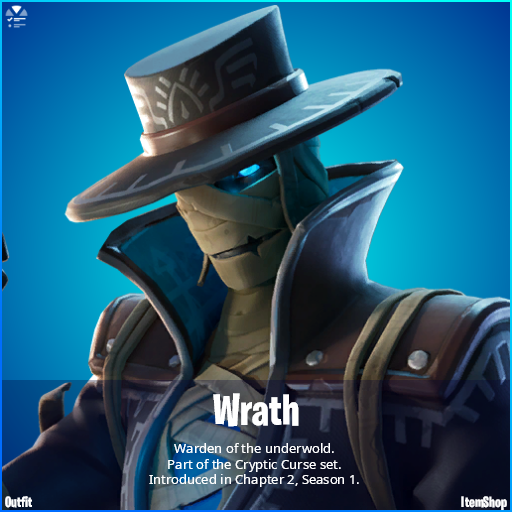 Wrath
Warden of the underwold.
Part of the Cryptic Curse set.
Introduced in Chapter 2, Season 1.
Outfit
ItemShop